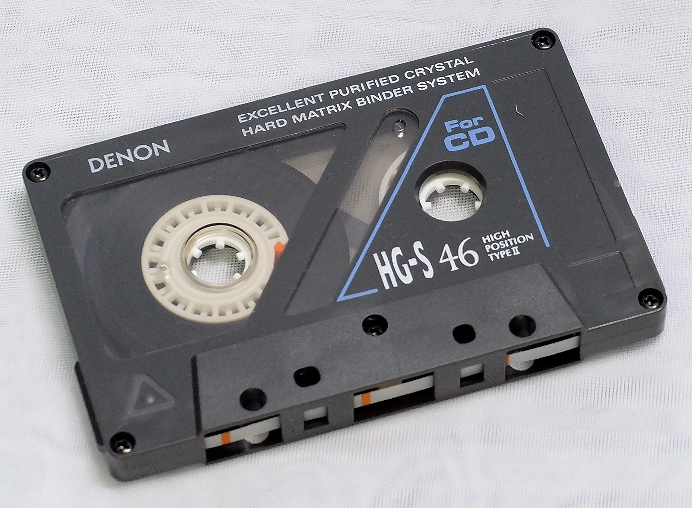 DENON
EXCELLENT PURIFIED CRYSTAL
HARD MATRIX BINDER SYSTEM
For
CD
HG-S 46
HIGH
POSITION
TYPE II